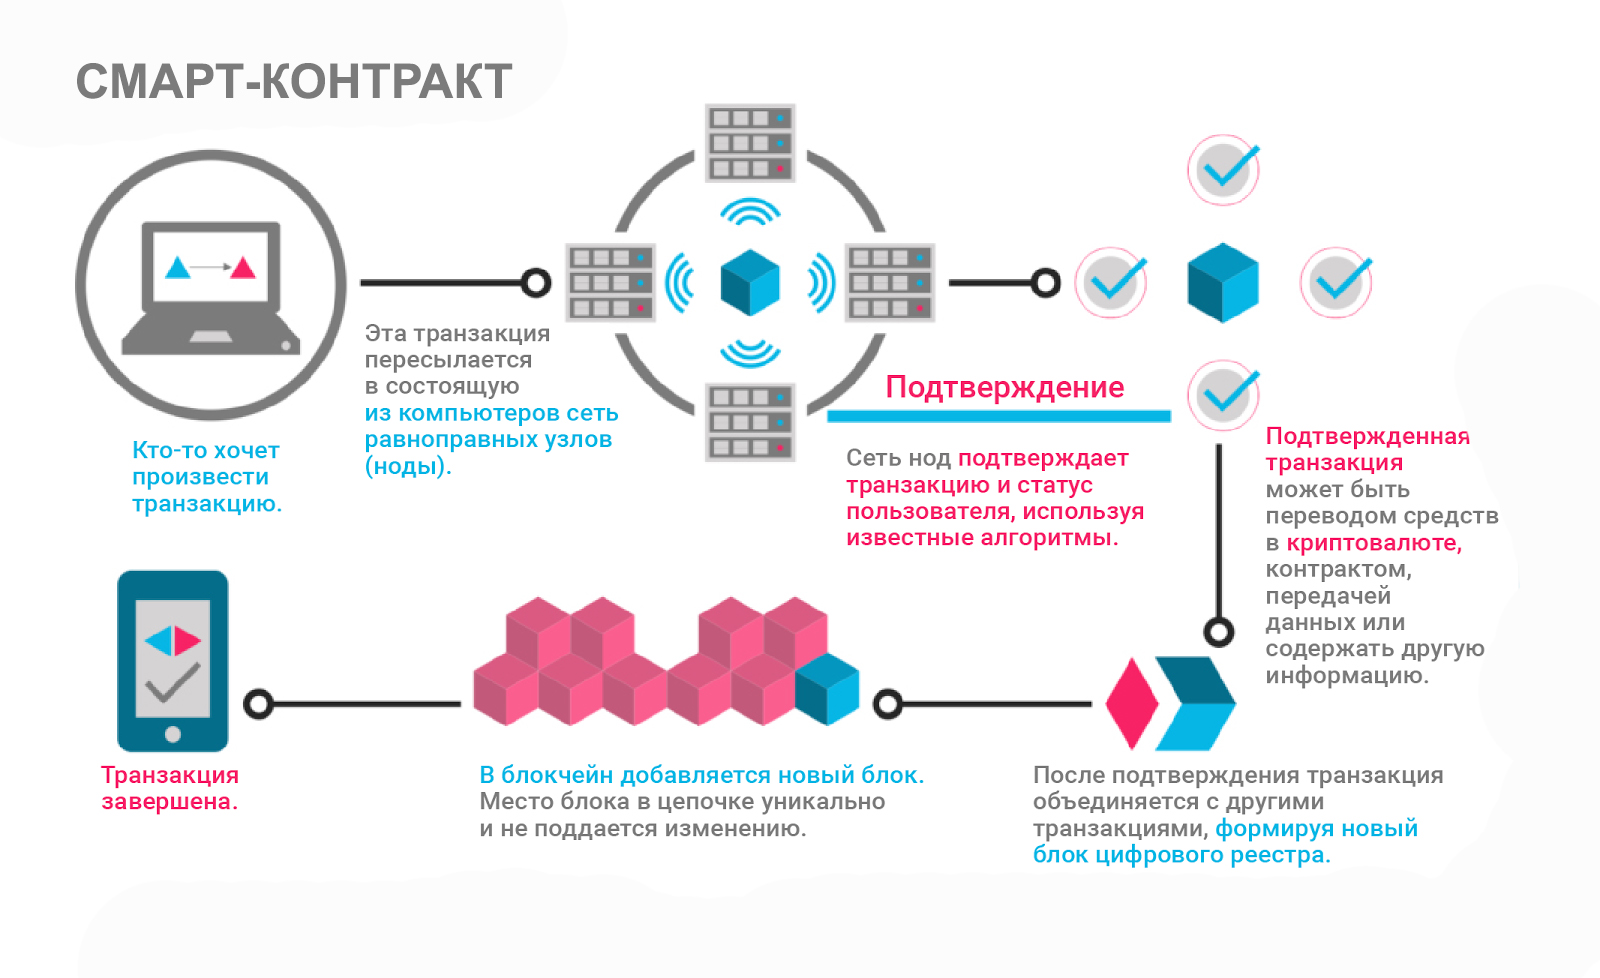 СМАРТ-КОНТРАКТ
Кто-то хочет
произвести
транзакцию.
Эта транзакция
пересылается
в состоящую
из компьютеров сеть
равноправных узлов
(ноды).
Подтверждение
Сеть нод подтверждает
транзакцию и статус
пользователя, используя
известные алгоритмы.
Подтвержденная
транзакция
может быть
переводом средств
в криптовалюте,
контрактом,
передачей
данных или
содержать другую
информацию.
После подтверждения транзакция
объединяется с другими
транзакциями, формируя новый
блок цифрового реестра.
В блокчейн добавляется новый блок.
Место блока в цепочке уникально
и не поддается изменению.
Транзакция
завершена.